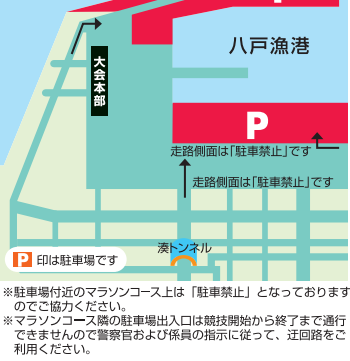 P
八戸漁港
大会本部
P
走路側面は「駐車禁止」です
走路側面は「駐車禁止」です
湊トンネル
P 印は駐車場です
※駐車場付近のマラソンコース上は「駐車禁止」となっております
のでご協力ください。
※マラソンコース隣の駐車場出入口は競技開始から終了まで通行
できませんので警察官および係員の指示に従って、迂回路をご
利用ください。